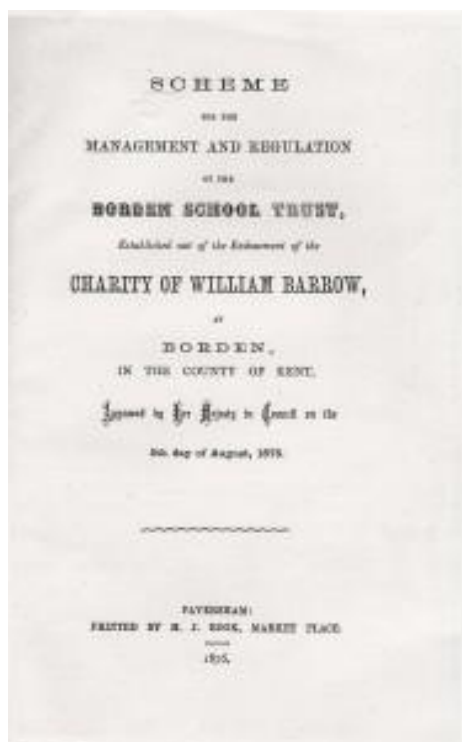 SCHEME
FOR THE
MANAGEMENT AND REGULATION
OF THE
BORDEN SCHOOL TRUST,
Established out of the Endowment of the
CHARITY OF WILLIAM BARROW,
AT
BORDEN,
IN THE COUNTY OF KENT.
Approved by Her Majesty in Council on the
day of August,
FAVERSHAM:
PRINTED BY H. J. MARKET PLACE.
1876.